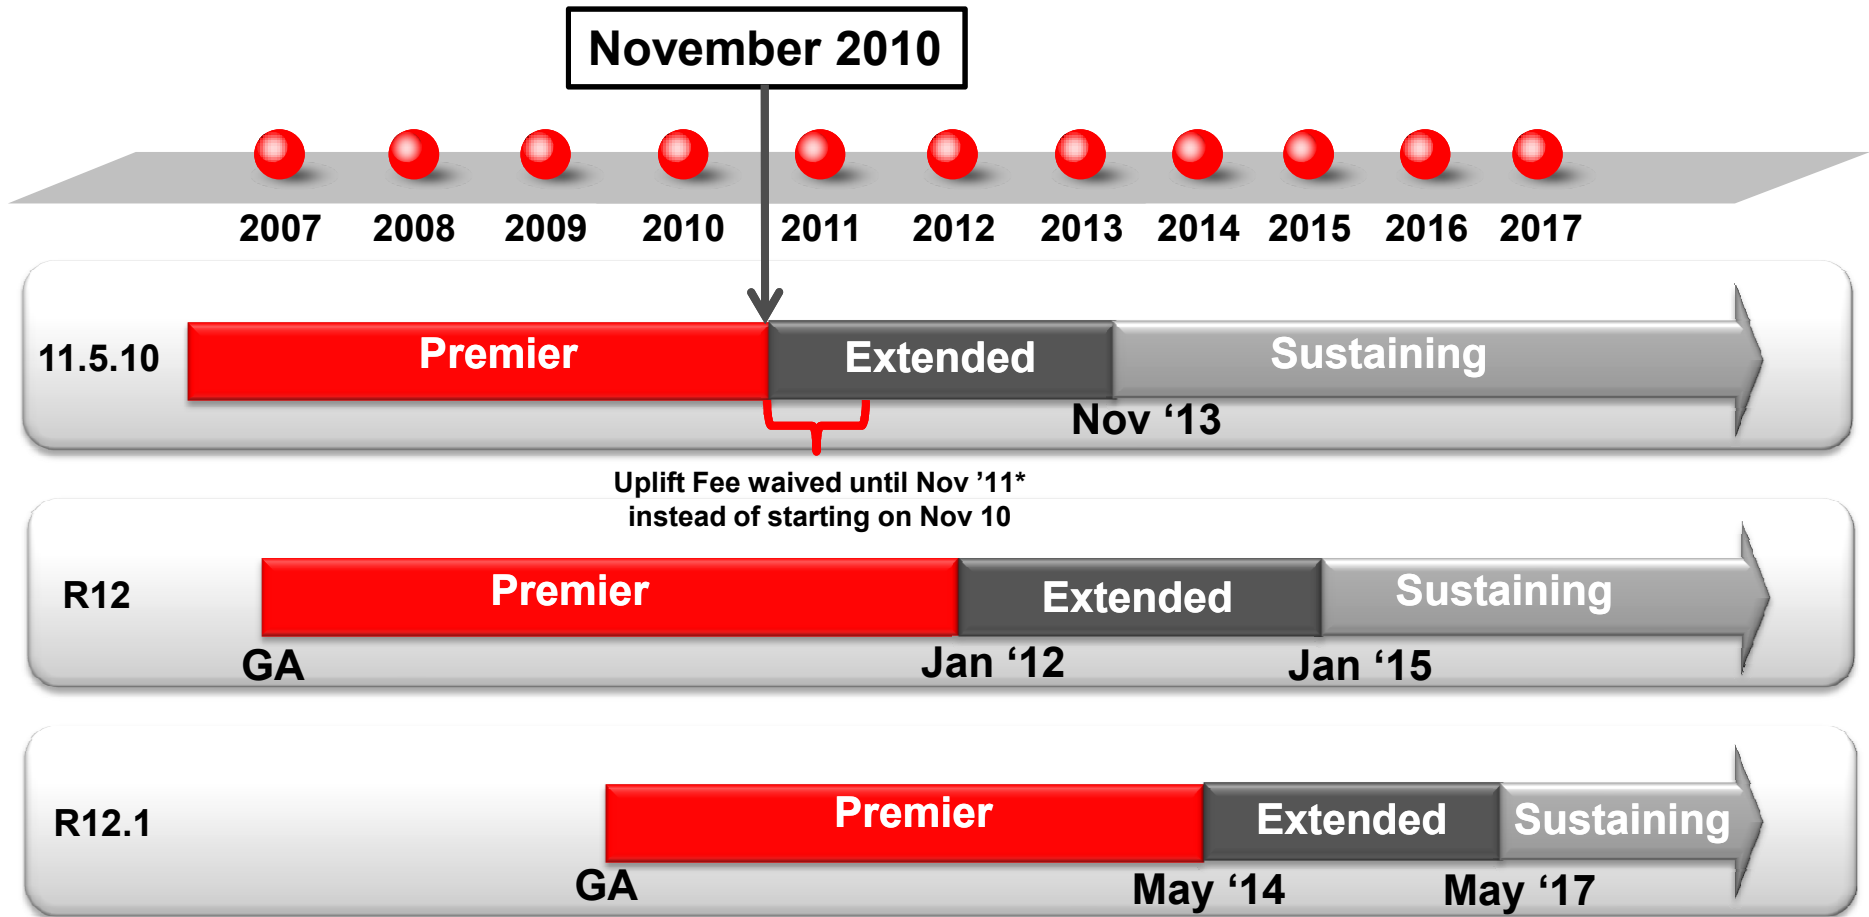 November 2010
2007 2008 2009 2010 2011 2012 2013 2014 2015 2016 2017
11.5.10 Premier Extended Sustaining
Nov ‘13
Uplift Fee waived until Nov ’11*
instead of starting on Nov 10
R12 Premier Extended Sustaining
GA Jan ‘12 Jan ‘15
R12.1 Premier Extended Sustaining
GA May ‘14 May ‘17